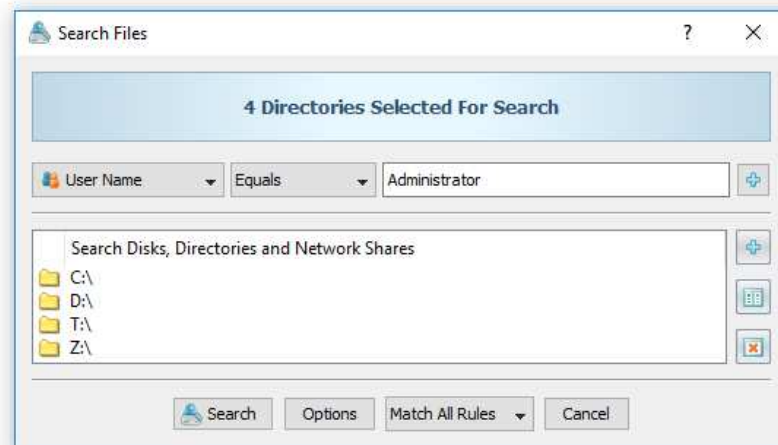 Search Files ?
4 Directories Selected For Search
User Name Equals Administrator
Search Disks, Directories and Network Shares
C:\
D:\
T:\
Z:\
Search Options Match All Rules Cancel